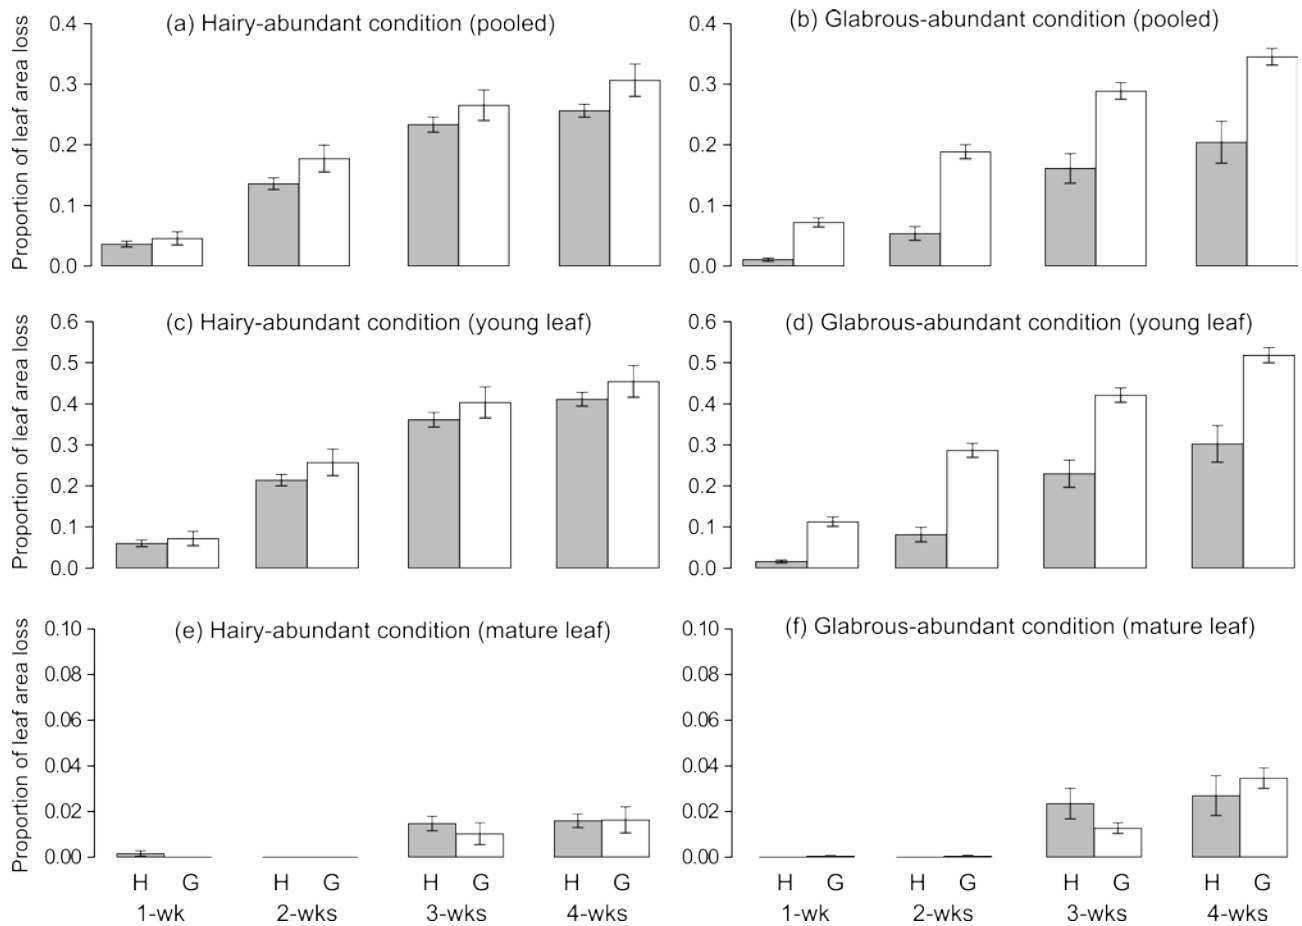 (a) Hairy-abundant condition (pooled)
Proportion of leaf area loss
0.4
0.3
0.2
0.1
0.0
(b) Glabrous-abundant condition (pooled)
0.4
0.3
0.2
0.1
0.0
(c) Hairy-abundant condition (young leaf)
Proportion of leaf area loss
0.6
0.5
0.4
0.3
0.2
0.1
0.0
(d) Glabrous-abundant condition (young leaf)
0.6
0.5
0.4
0.3
0.2
0.1
0.0
(e) Hairy-abundant condition (mature leaf)
Proportion of leaf area loss
0.10
0.08
0.06
0.04
0.02
0.00
H G H G H G H G
1-wk 2-wks 3-wks 4-wks
(f) Glabrous-abundant condition (mature leaf)
0.10
0.08
0.06
0.04
0.02
0.00
H G H G H G H G
1-wk 2-wks 3-wks 4-wks